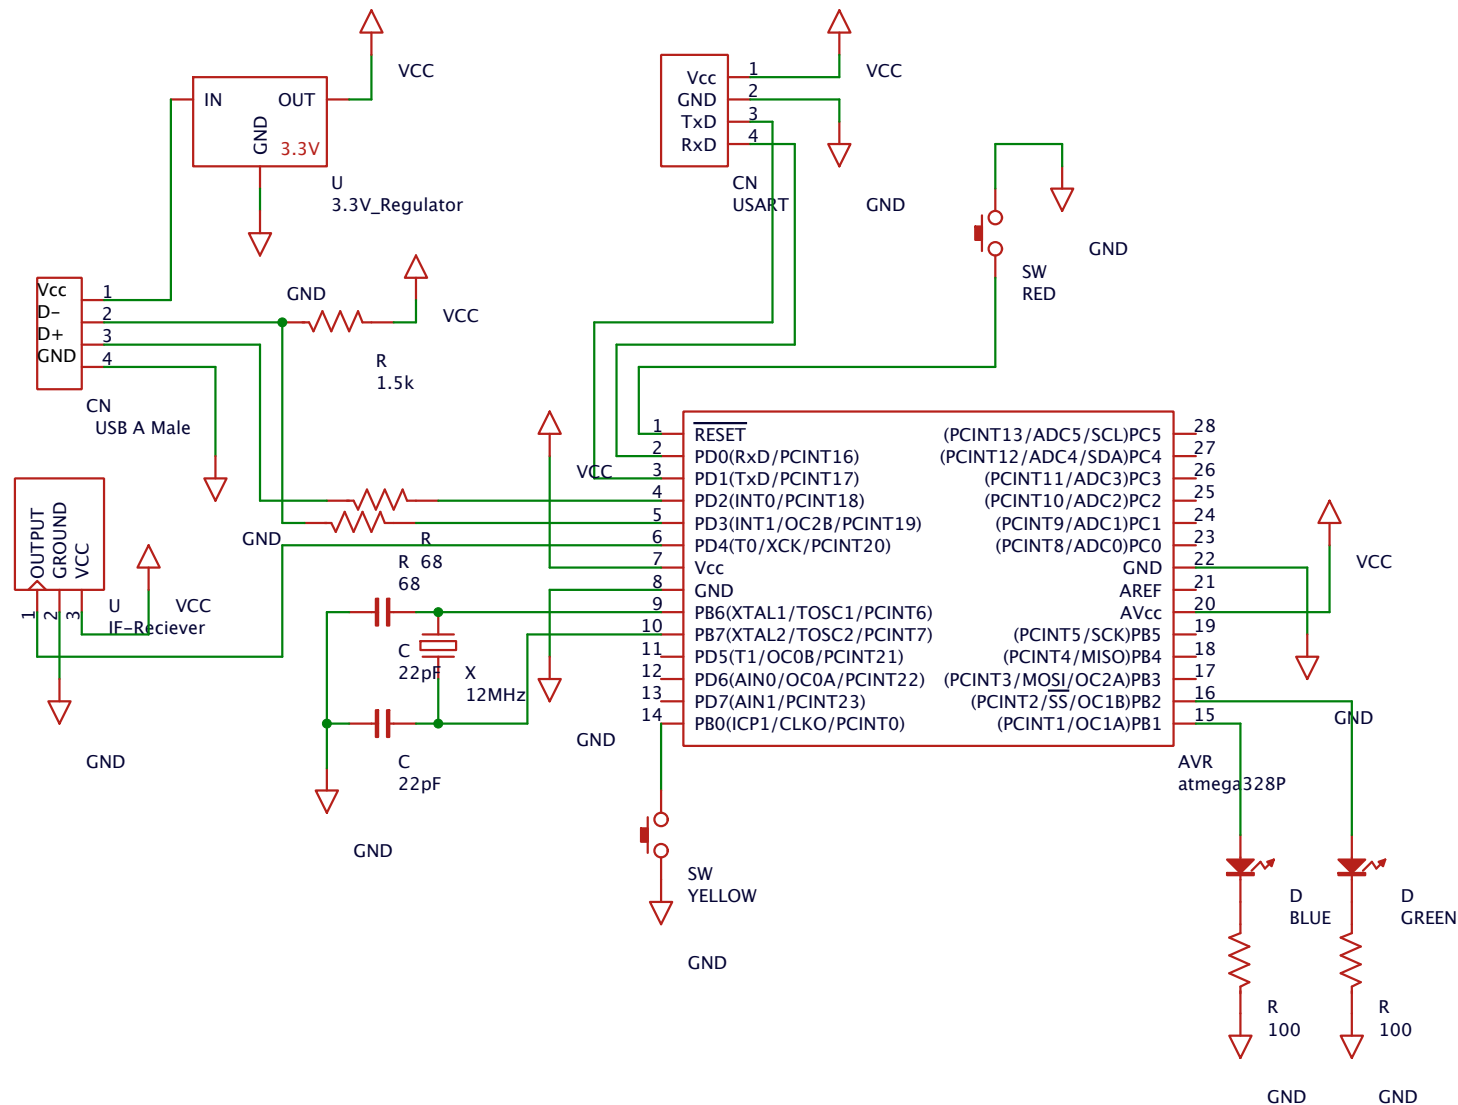 VCC
IN
OUT
GND
3.3V
U
3.3V_Regulator
Vcc
GND
TxD
RxD
1
2
3
4
CN
USART
VCC
GND
GND
SW
RED
Vcc
D-
D+
GND
1
2
3
4
CN
USB A Male
GND
VCC
R
1.5k
VCC
GND
R
68
R
68
OUTPUT
GROUND
VCC
1
2
3
U
IF-Reciever
VCC
GND
C
22pF
X
12MHz
C
22pF
GND
GND
1 RESET
2 PD0(RxD/PCINT16)
3 PD1(TxD/PCINT17)
4 PD2(INT0/PCINT18)
5 PD3(INT1/OC2B/PCINT19)
6 PD4(T0/XCK/PCINT20)
7 Vcc
8 GND
9 PB6(XTAL1/TOSC1/PCINT6)
10 PB7(XTAL2/TOSC2/PCINT7)
11 PD5(T1/OC0B/PCINT21)
12 PD6(AIN0/OC0A/PCINT22)
13 PD7(AIN1/PCINT23)
14 PB0(ICP1/CLKO/PCINT0)
(PCINT13/ADC5/SCL)PC5 28
(PCINT12/ADC4/SDA)PC4 27
(PCINT11/ADC3)PC3 26
(PCINT10/ADC2)PC2 25
(PCINT9/ADC1)PC1 24
(PCINT8/ADC0)PC0 23
GND 22
AREF 21
AVcc 20
(PCINT5/SCK)PB5 19
(PCINT4/MISO)PB4 18
(PCINT3/MOSI/OC2A)PB3 17
(PCINT2/SS/OC1B)PB2 16
(PCINT1/OC1A)PB1 15
AVR
atmega328P
VCC
GND
SW
YELLOW
GND
D
BLUE
D
GREEN
R
100
R
100
GND
GND